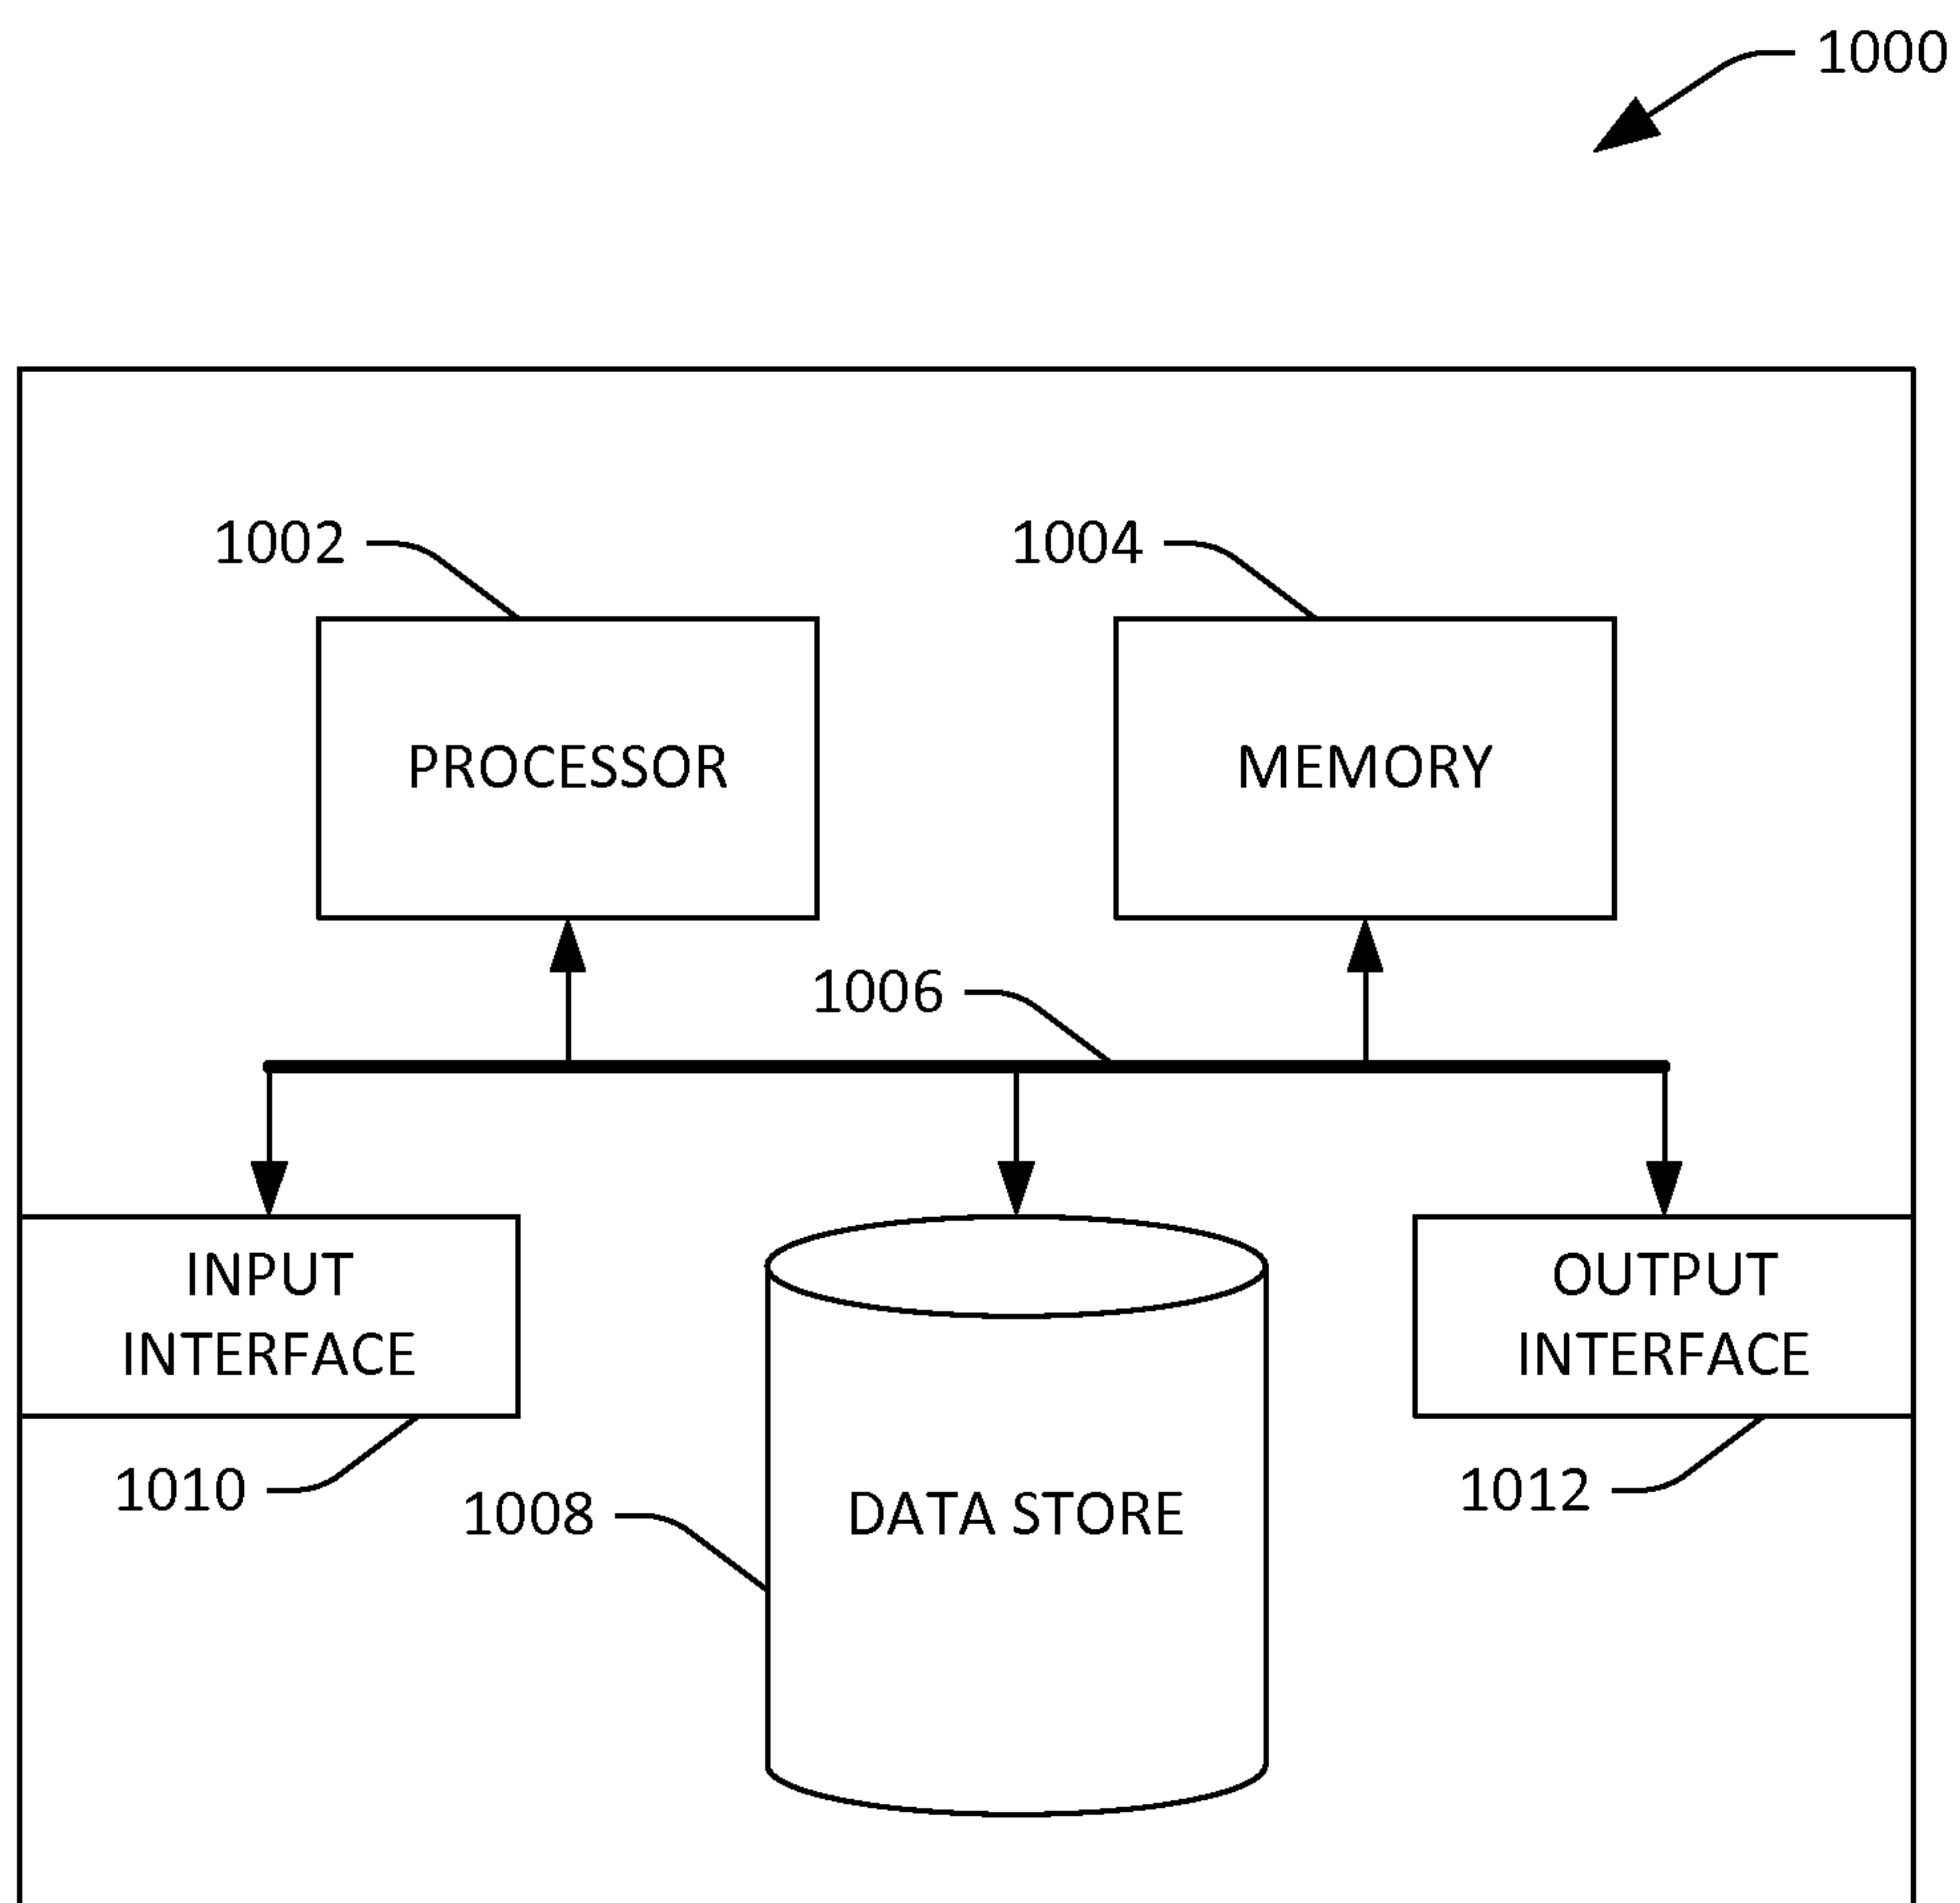 1000
1002
1004
PROCESSOR
MEMORY
1006
INPUT
INTERFACE
OUTPUT
INTERFACE
1010
1008
DATA STORE
1012